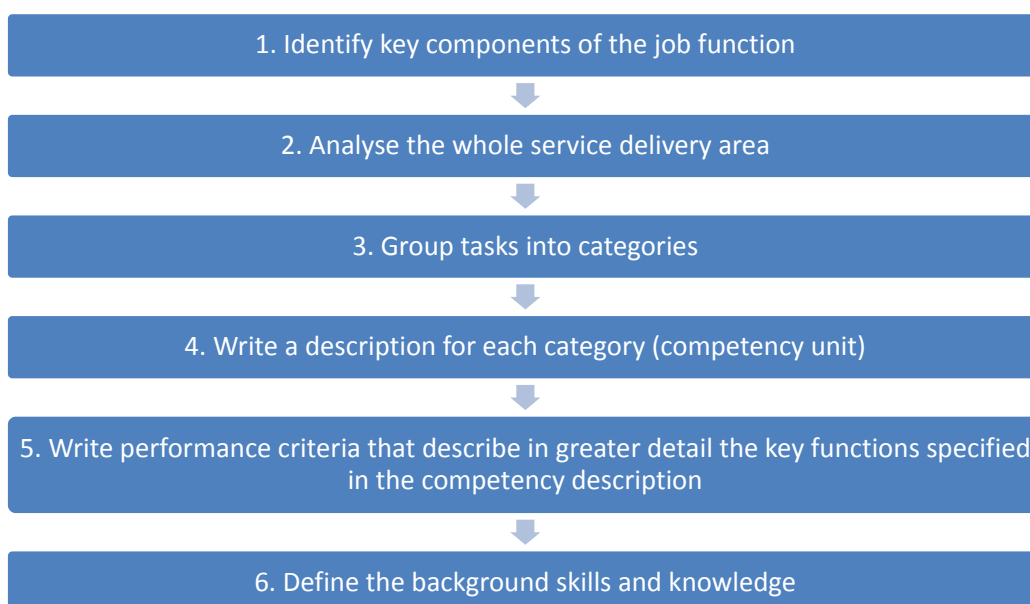 1. Identify key components of the job function
2. Analyse the whole service delivery area
3. Group tasks into categories
4. Write a description for each category (competency unit)
5. Write performance criteria that describe in greater detail the key functions specified
in the competency description
6. Define the background skills and knowledge